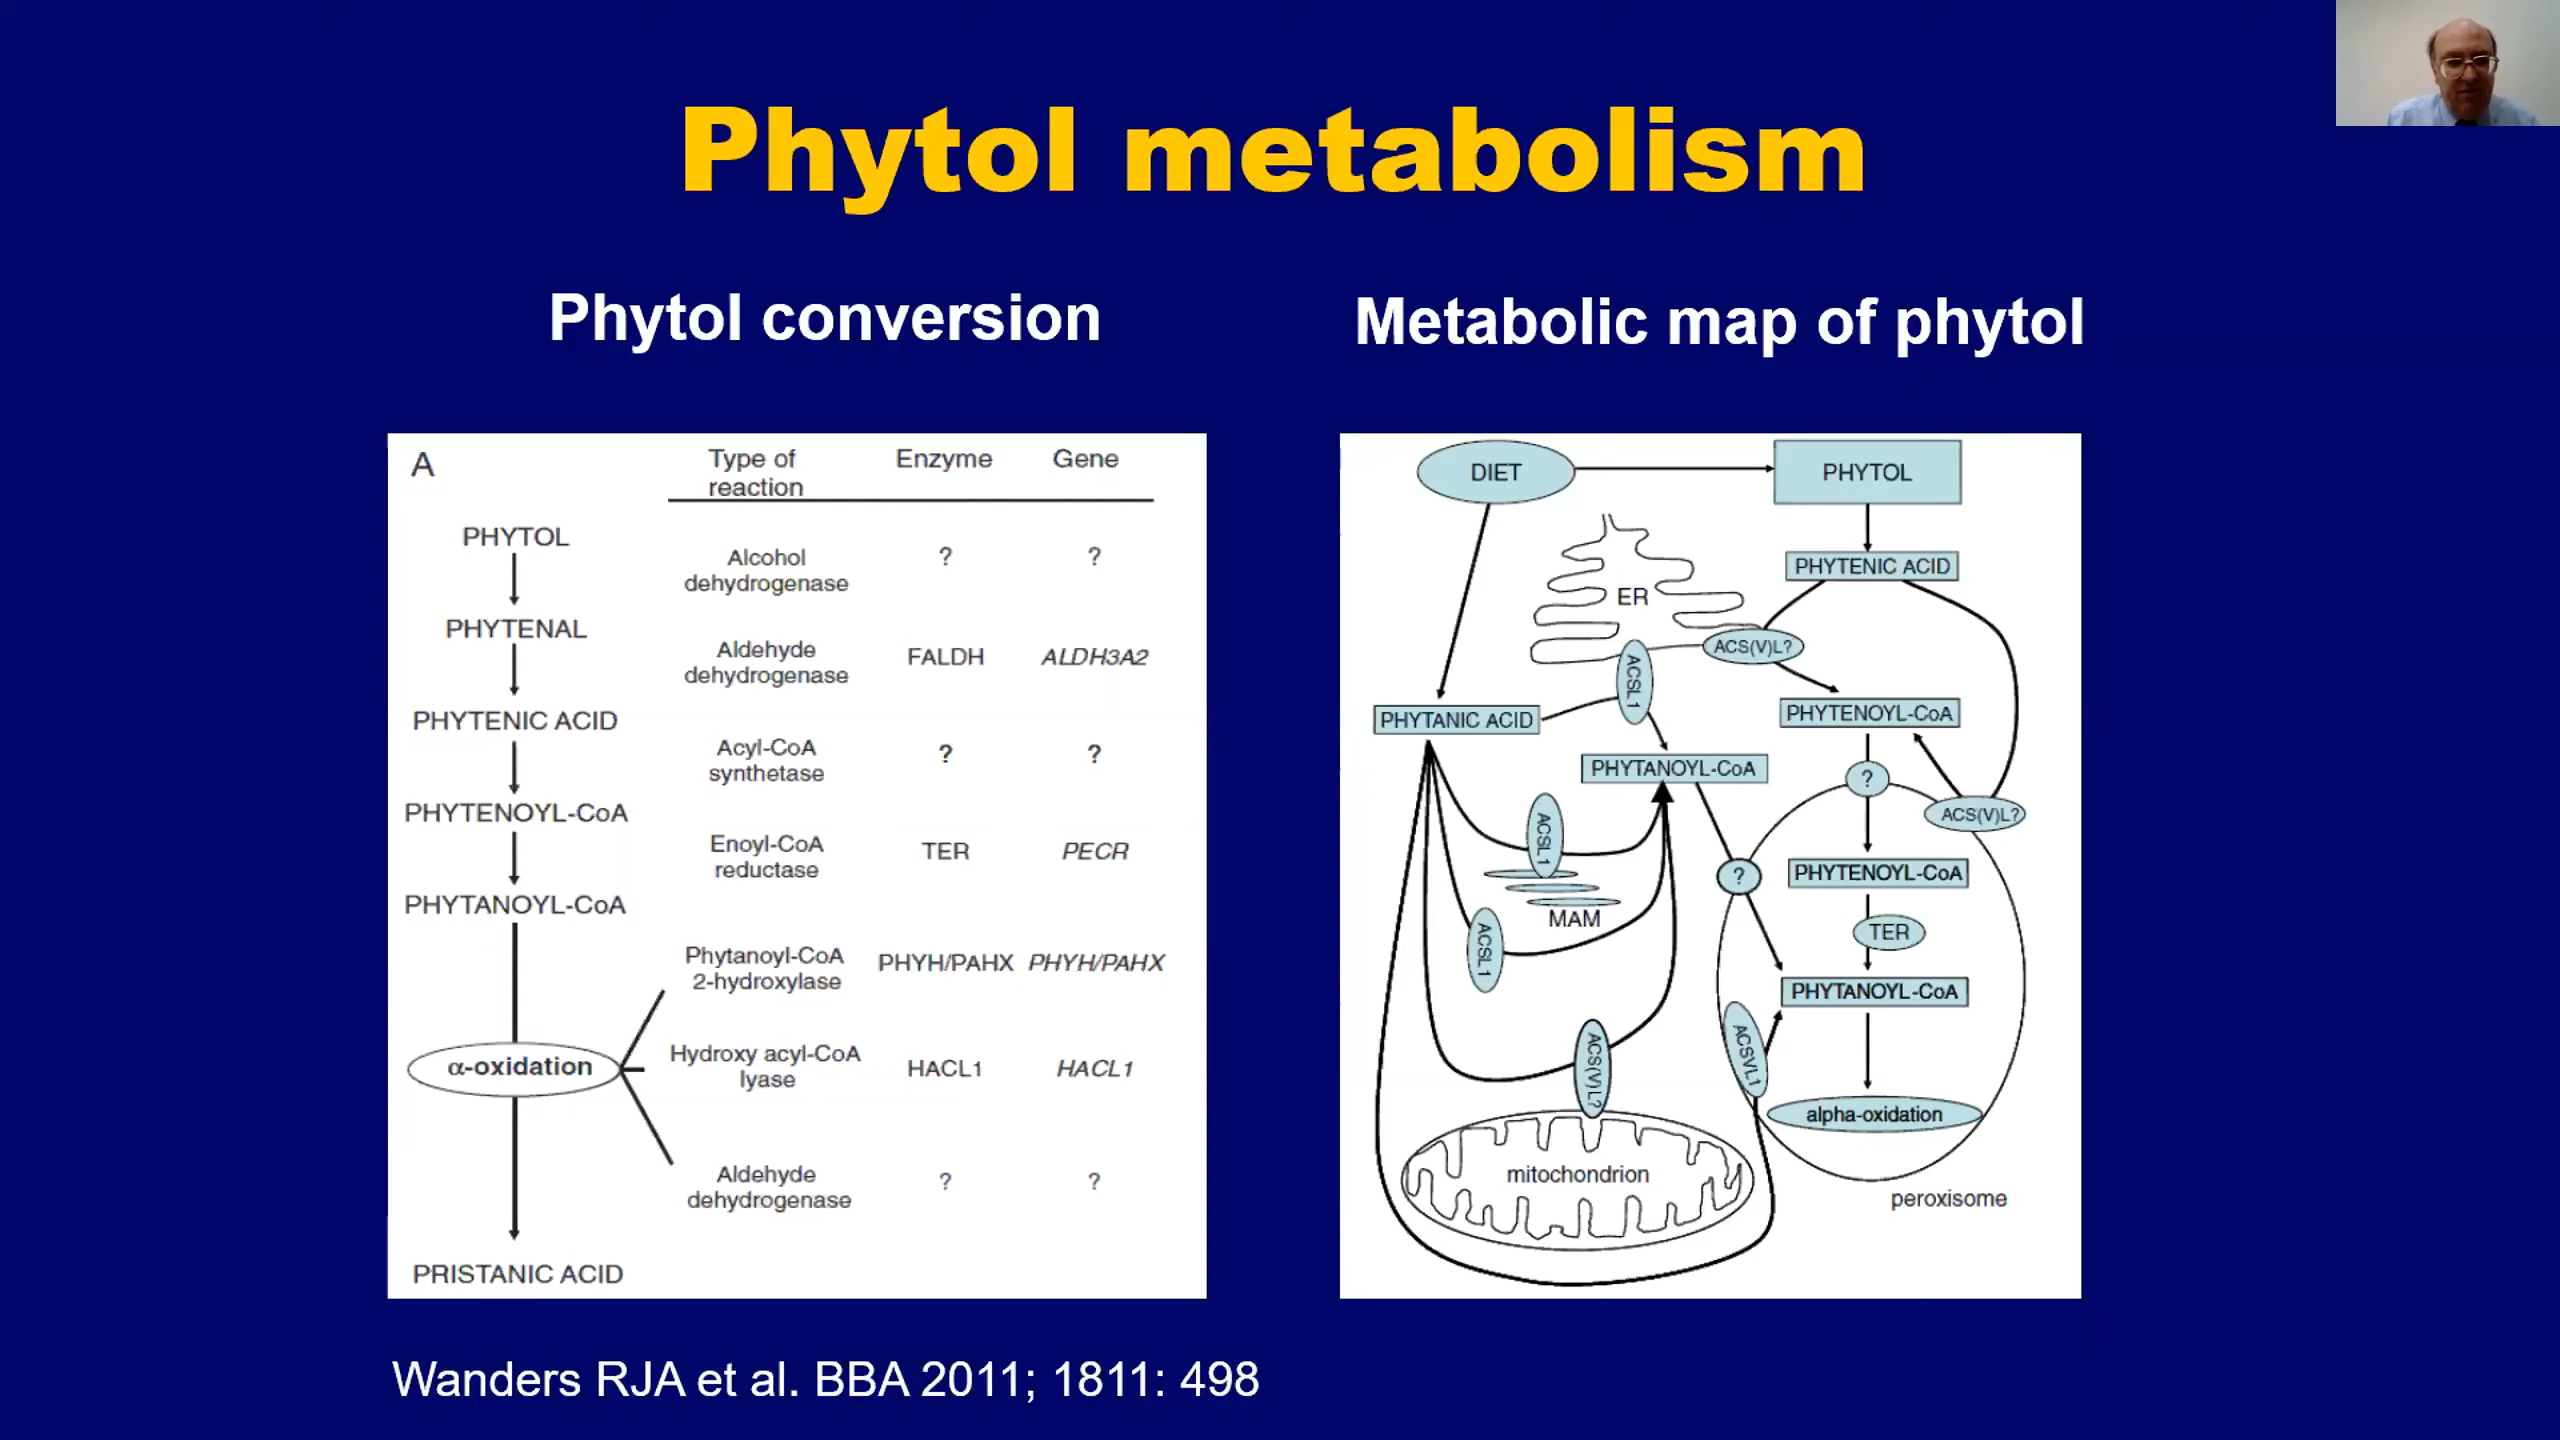 Phytol metabolism
Phytol conversion
Metabolic map of phytol
A
Type of
reaction
Enzyme
Gene
PHYTOL
Alcohol
dehydrogenase
?
?
PHYTENAL
Aldehyde
dehydrogenase
FALDH
ALDH3A2
PHYTENIC ACID
Acyl-CoA
synthetase
?
?
PHYTENOYL-CoA
Enoyl-CoA
reductase
TER
PECR
PHYTANOYL-CoA
Phytanoyl-CoA
2-hydroxylase
PHYH/PAHX
PHYH/PAHX
α-oxidation
Hydroxy acyl-CoA
lyase
HACL1
HACL1
Aldehyde
dehydrogenase
?
?
PRISTANIC ACID
DIET
PHYTOL
PHYTENIC ACID
ER
ACS(V)L?
ACSL1
PHYTANIC ACID
PHYTENOYL-CoA
PHYTANOYL-CoA
?
ACS(V)L?
ACSL1
?
PHYTENOYL-CoA
MAM
TER
ACSL1
PHYTANOYL-CoA
ACSVL1
ACS(V)L?
alpha-oxidation
mitochondrion
peroxisome
Wanders RJA et al. BBA 2011; 1811: 498